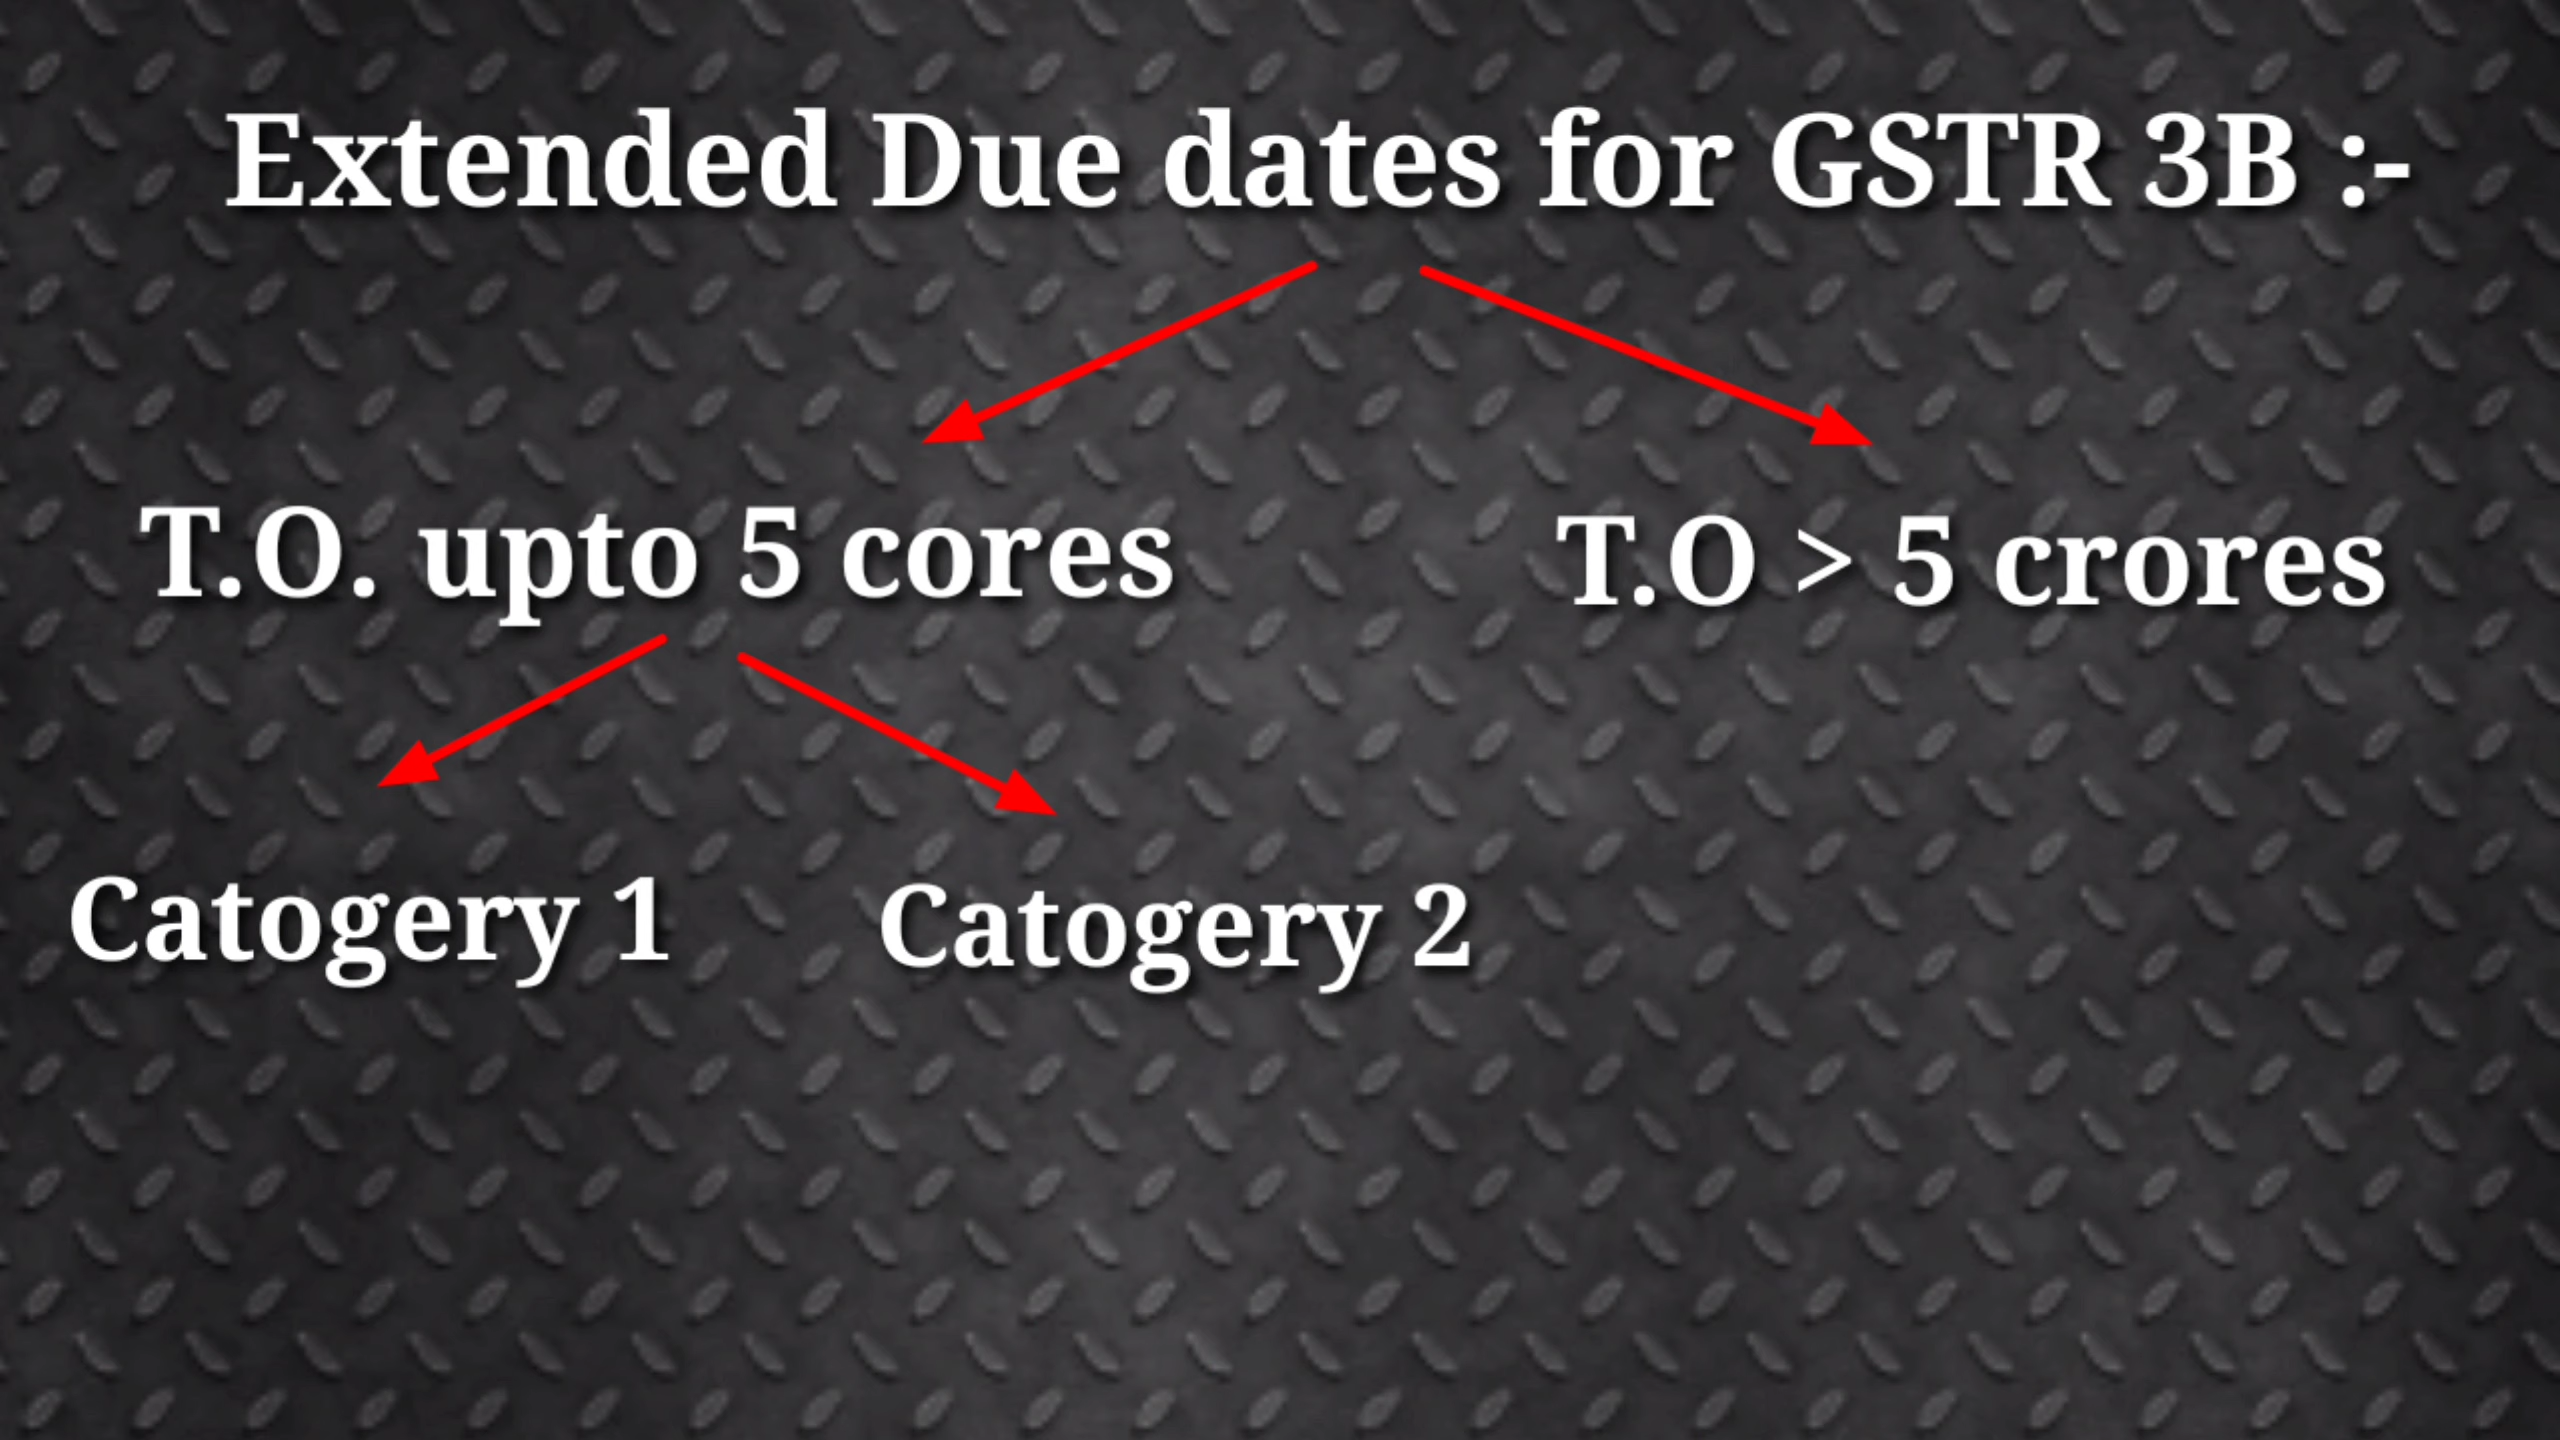 Extended Due dates for GSTR 3B :-
T.O. upto 5 cores
T.O > 5 crores
Catogery 1
Catogery 2